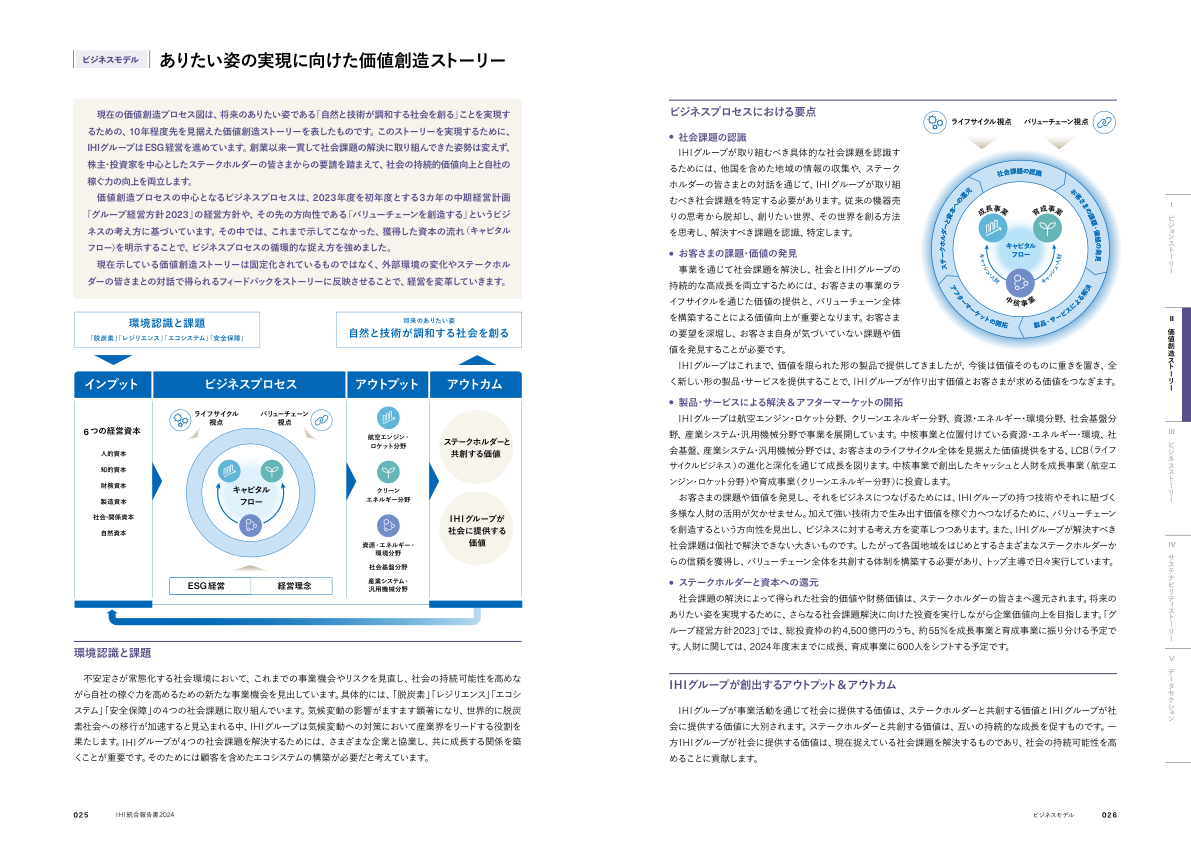 ビジネスモデル
ありたい姿の実現に向けた価値創造ストーリー
現在の価値創造プロセス図は、将来のありたい姿である「自然と技術が調和する社会を創る」ことを実現す
るための、10年程度先を見据えた価値創造ストーリーを表したものです。このストーリーを実現するために、
IHIグループはESG経営を進めています。創業以来一貫して社会課題の解決に取り組んできた姿勢は変えず、
株主・投資家を中心としたステークホルダーの皆さまからの要請を踏まえて、社会の持続的価値向上と自社の
稼ぐ力の向上を両立します。
価値創造プロセスの中心となるビジネスプロセスは、2023年度を初年度とする3カ年の中期経営計画
「グループ経営方針2023」の経営方針や、その先の方向性である「バリューチェーンを創造する」というビジ
ネスの考え方に基づいています。その中では、これまで示してこなかった、獲得した資本の流れ（キャピタル
フロー）を明示することで、ビジネスプロセスの循環的な捉え方を強めました。
現在示している価値創造ストーリーは固定化されているものではなく、外部環境の変化やステークホル
ダーの皆さまとの対話で得られるフィードバックをストーリーに反映させることで、経営を変革していきます。
環境認識と課題
「脱炭素」「レジリエンス」「エコシステム」「安全保障」
将来のありたい姿
自然と技術が調和する社会を創る
インプット
ビジネスプロセス
アウトプット
アウトカム
6つの経営資本
人的資本
知的資本
財務資本
製造資本
社会・関係資本
自然資本
ライフサイクル
視点
バリューチェーン
視点
キャピタル
フロー
ESG経営
経営理念
航空エンジン・
ロケット分野
クリーン
エネルギー分野
資源・エネルギー・
環境分野
社会基盤分野
産業システム・
汎用機械分野
ステークホルダーと
共創する価値
IHIグループが
社会に提供する
価値
環境認識と課題
不安定さが常態化する社会環境において、これまでの事業機会やリスクを見直し、社会の持続可能性を高めな
がら自社の稼ぐ力を高めるための新たな事業機会を見出しています。具体的には、「脱炭素」「レジリエンス」「エコシ
ステム」「安全保障」の4つの社会課題に取り組んでいます。気候変動の影響がますます顕著になり、世界的に脱炭
素社会への移行が加速すると見込まれる中、IHIグループは気候変動への対策において産業界をリードする役割を
果たします。IHIグループが4つの社会課題を解決するためには、さまざまな企業と協業し、共に成長する関係を築
くことが重要です。そのためには顧客を含めたエコシステムの構築が必要だと考えています。
025
IHI統合報告書2024
ビジネスプロセスにおける要点
• 社会課題の認識
IHIグループが取り組むべき具体的な社会課題を認識す
るためには、他国を含めた地域の情報の収集や、ステーク
ホルダーの皆さまとの対話を通じて、IHIグループが取り組
むべき社会課題を特定する必要があります。従来の機器売
りの思考から脱却し、創りたい世界、その世界を創る方法
を思考し、解決すべき課題を認識、特定します。
• お客さまの課題・価値の発見
事業を通じて社会課題を解決し、社会とIHIグループの
持続的な高成長を両立するためには、お客さまの事業のラ
イフサイクルを通じた価値の提供と、バリューチェーン全体
を構築することによる価値向上が重要となります。お客さま
の要望を深堀し、お客さま自身が気づいていない課題や価
値を発見することが必要です。
IHIグループはこれまで、価値を限られた形の製品で提供してきましたが、今後は価値そのものに重きを置き、全
く新しい形の製品・サービスを提供することで、IHIグループが作り出す価値とお客さまが求める価値をつなぎます。
• 製品・サービスによる解決＆アフターマーケットの開拓
IHIグループは航空エンジン・ロケット分野、クリーンエネルギー分野、資源・エネルギー・環境分野、社会基盤分
野、産業システム・汎用機械分野で事業を展開しています。中核事業と位置付けている資源・エネルギー・環境、社
会基盤、産業システム・汎用機械分野では、お客さまのライフサイクル全体を見据えた価値提供をする、LCB（ライフ
サイクルビジネス）の進化と深化を通じて成長を図ります。中核事業で創出したキャッシュと人財を成長事業（航空エ
ンジン・ロケット分野）や育成事業（クリーンエネルギー分野）に投資します。
お客さまの課題や価値を発見し、それをビジネスにつなげるためには、IHIグループの持つ技術やそれに紐づく
多様な人財の活用が欠かせません。加えて強い技術力で生み出す価値を稼ぐ力へつなげるために、バリューチェーン
を創造するという方向性を見出し、ビジネスに対する考え方を変革しつつあります。また、IHIグループが解決すべき
社会課題は個社で解決できない大きいものです。したがって各国地域をはじめとするさまざまなステークホルダーか
らの信頼を獲得し、バリューチェーン全体を共創する体制を構築する必要があり、トップ主導で日々実行しています。
• ステークホルダーと資本への還元
社会課題の解決によって得られた社会的価値や財務価値は、ステークホルダーの皆さまへ還元されます。将来の
ありたい姿を実現するために、さらなる社会課題解決に向けた投資を実行しながら企業価値向上を目指します。「グ
ループ経営方針2023」では、総投資枠の約4,500億円のうち、約55％を成長事業と育成事業に振り分ける予定で
す。人財に関しては、2024年度末までに成長、育成事業に600人をシフトする予定です。
ライフサイクル視点
バリューチェーン視点
社会課題の認識
お客さまの課題・価値の発見
製品・サービスによる解決
アフターマーケットの開拓
ステークホルダーと資本への還元
成長事業
育成事業
キャピタル
フロー
キャッシュ・人財
キャッシュ・人財
中核事業
IHIグループが創出するアウトプット＆アウトカム
IHIグループが事業活動を通じて社会に提供する価値は、ステークホルダーと共創する価値とIHIグループが社
会に提供する価値に大別されます。ステークホルダーと共創する価値は、互いの持続的な成長を促すものです。一
方IHIグループが社会に提供する価値は、現在捉えている社会課題を解決するものであり、社会の持続可能性を高
めることに貢献します。
I ビジョンストーリー
II 価値創造ストーリー
III ビジネスストーリー
IV サステナビリティストーリー
V データセクション
ビジネスモデル
026